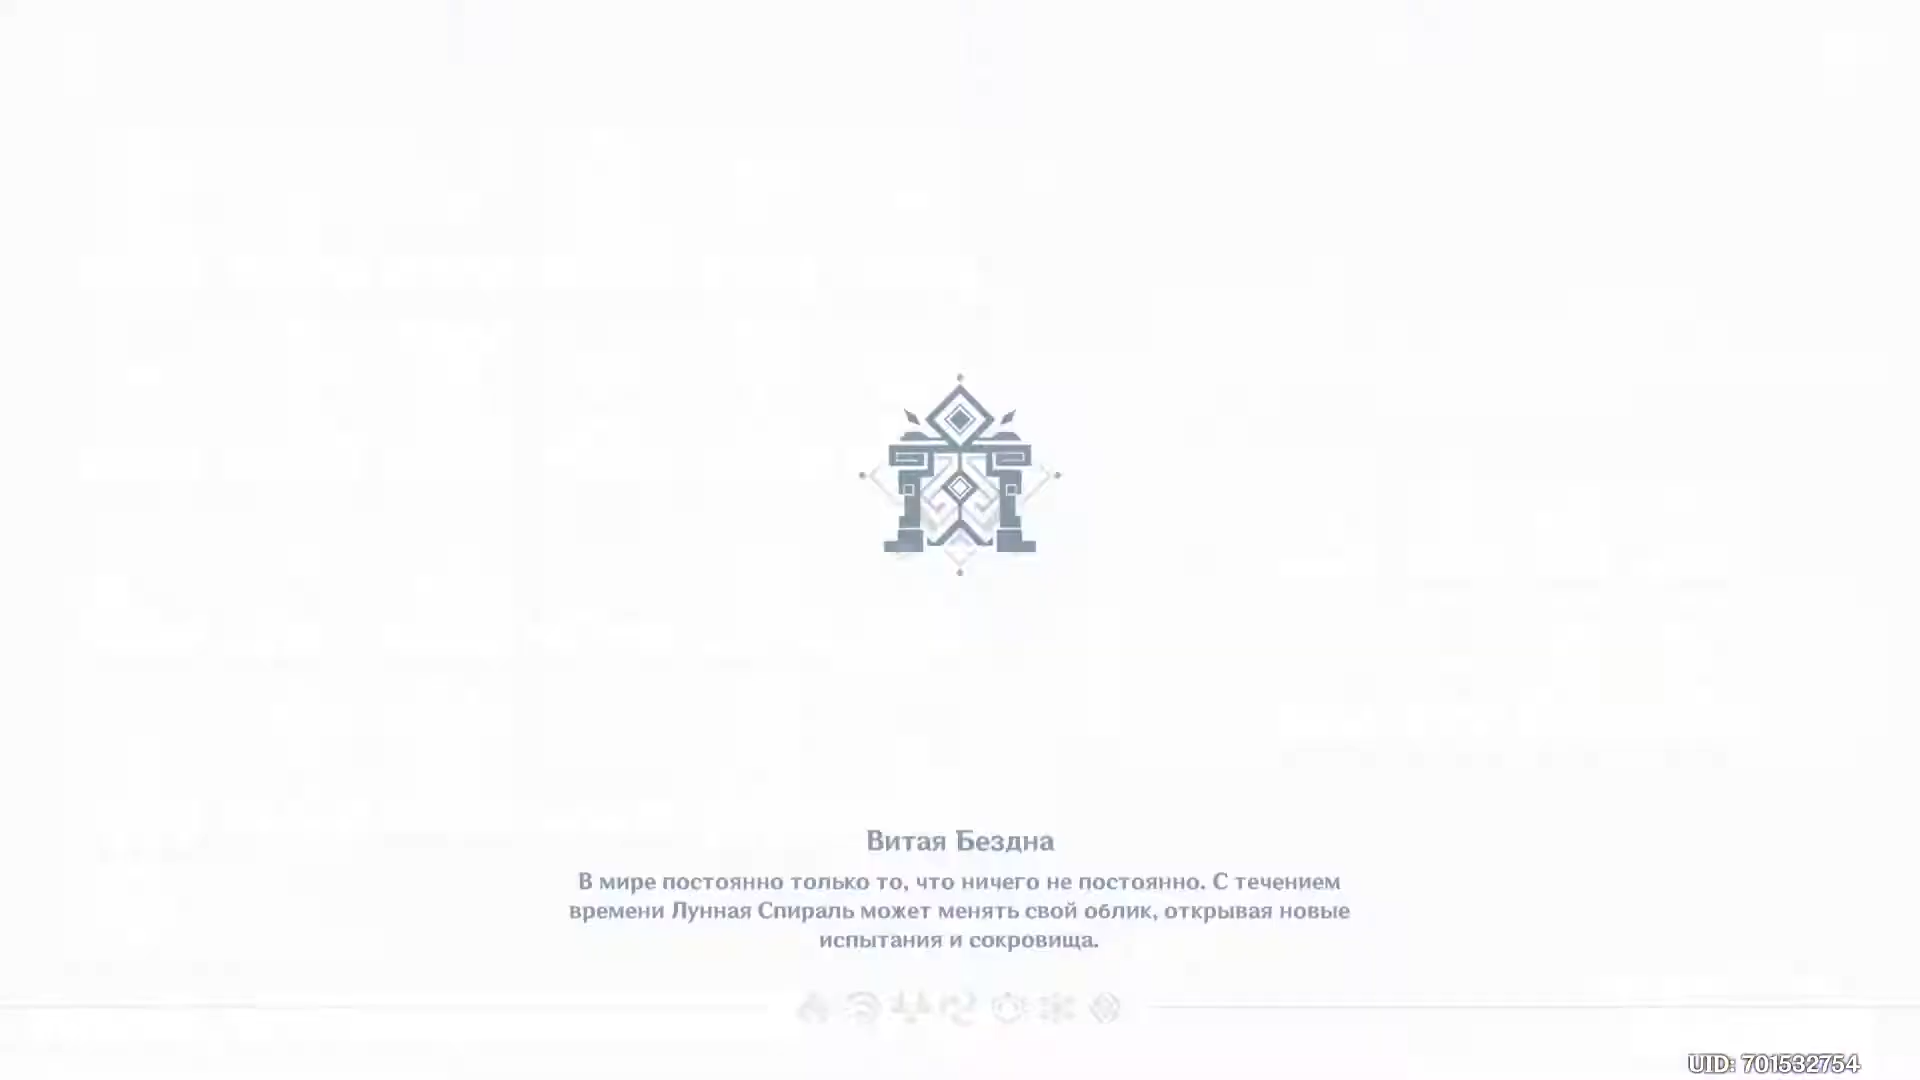 Витая Бездна
В мире постоянно только то, что ничего не постоянно. С течением
времени Лунная Спираль может менять свой облик, открывая новые
испытания и сокровища.
UID: 701532754